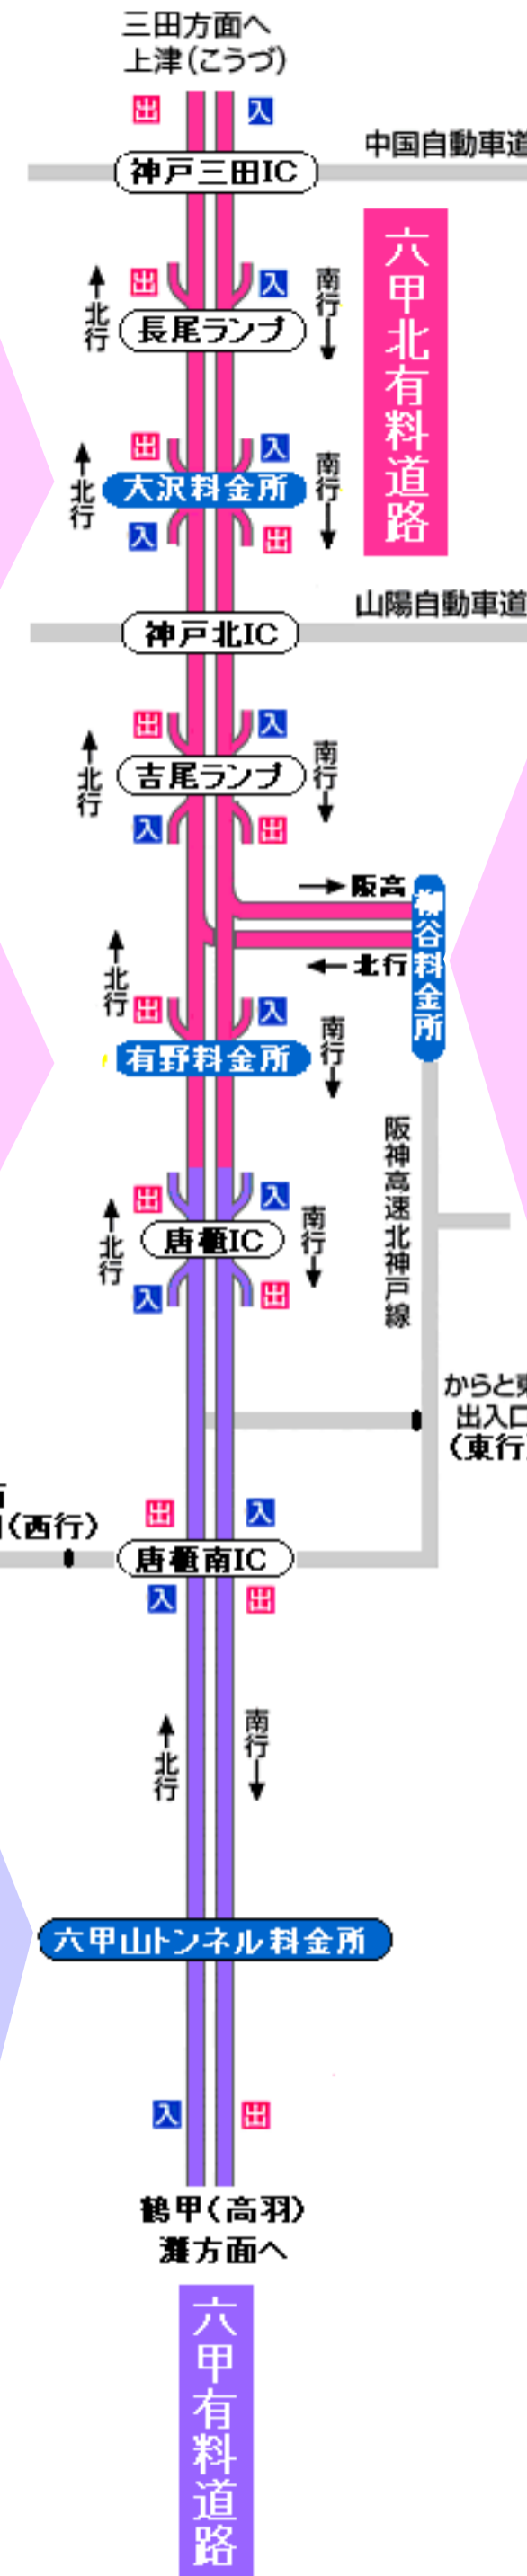 三田方面へ
上津(こうづ)
出
入
中国自動車道
神戸三田IC
六甲北有料道路
出
入
北行
南行
長尾ランプ
出
入
北行
南行
大沢料金所
入
出
山陽自動車道
神戸北IC
出
入
北行
南行
吉尾ランプ
入
出
阪高
柳谷料金所
北行
北行
出
入
南行
有野料金所
阪神高速北神戸線
出
入
北行
南行
唐櫃IC
入
出
からと東
出入口
(東行)
出
入
(西行)
唐櫃南IC
入
出
北行
南行
六甲山トンネル料金所
入
出
鶴甲(高羽)
灘方面へ
六甲有料道路